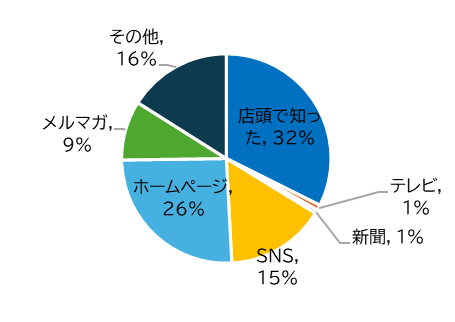 その他,
16%
店頭で知っ
た, 32%
メルマガ,
9%
ホームページ,
26%
テレビ,
1%
新聞, 1%
SNS,
15%